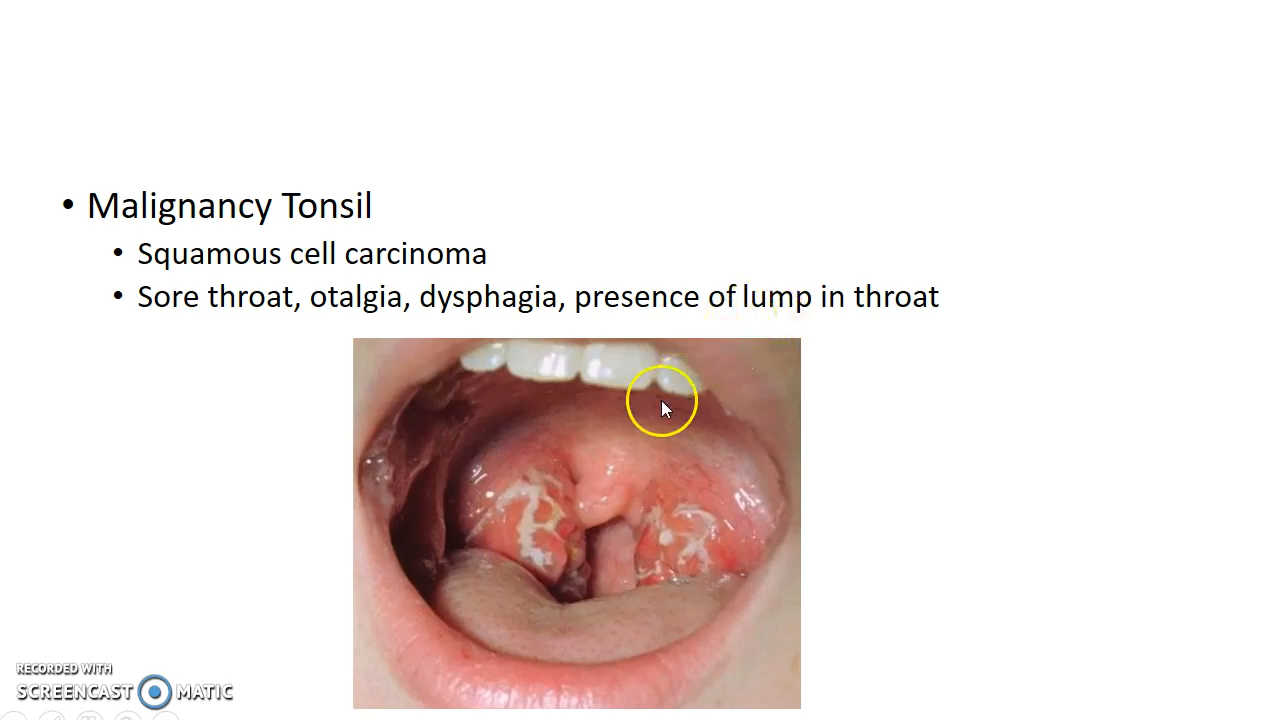 • Malignancy Tonsil
• Squamous cell carcinoma
• Sore throat, otalgia, dysphagia, presence of lump in throat
RECORDED WITH
SCREENCAST MATIC